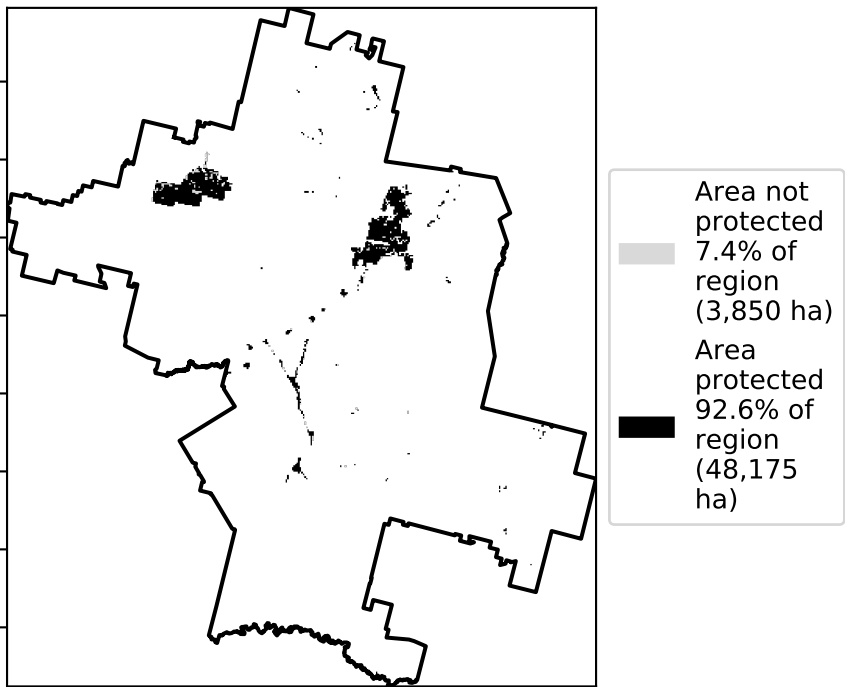 Area not
protected
7.4% of
region
(3,850 ha)
Area
protected
92.6% of
region
(48,175
ha)